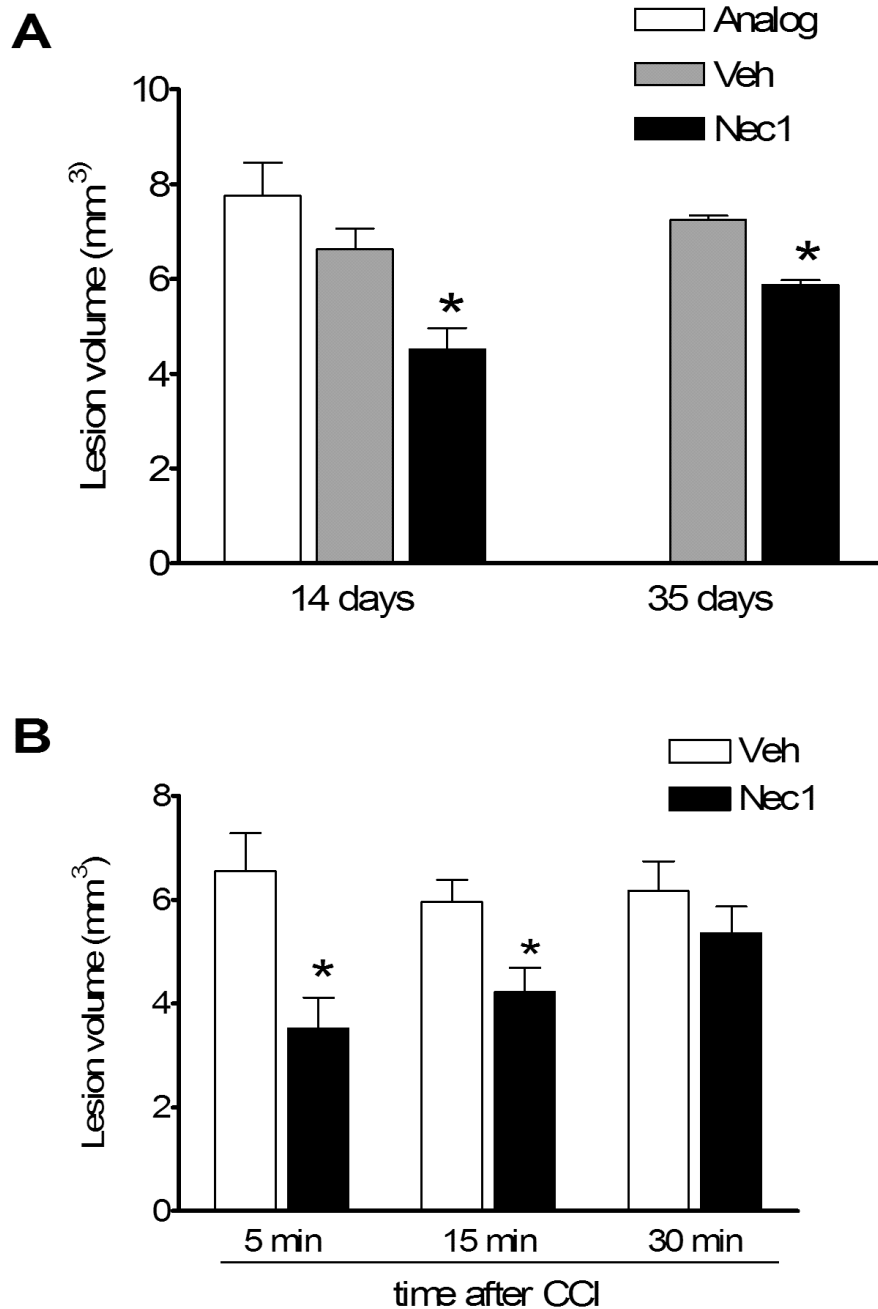 A
Analog
Veh
Nec1
10
8
6
4
2
0
Lesion volume (mm³)
*
*
14 days
35 days
B
Veh
Nec1
8
6
4
2
0
Lesion volume (mm³)
*
*
5 min
15 min
30 min
time after CCI